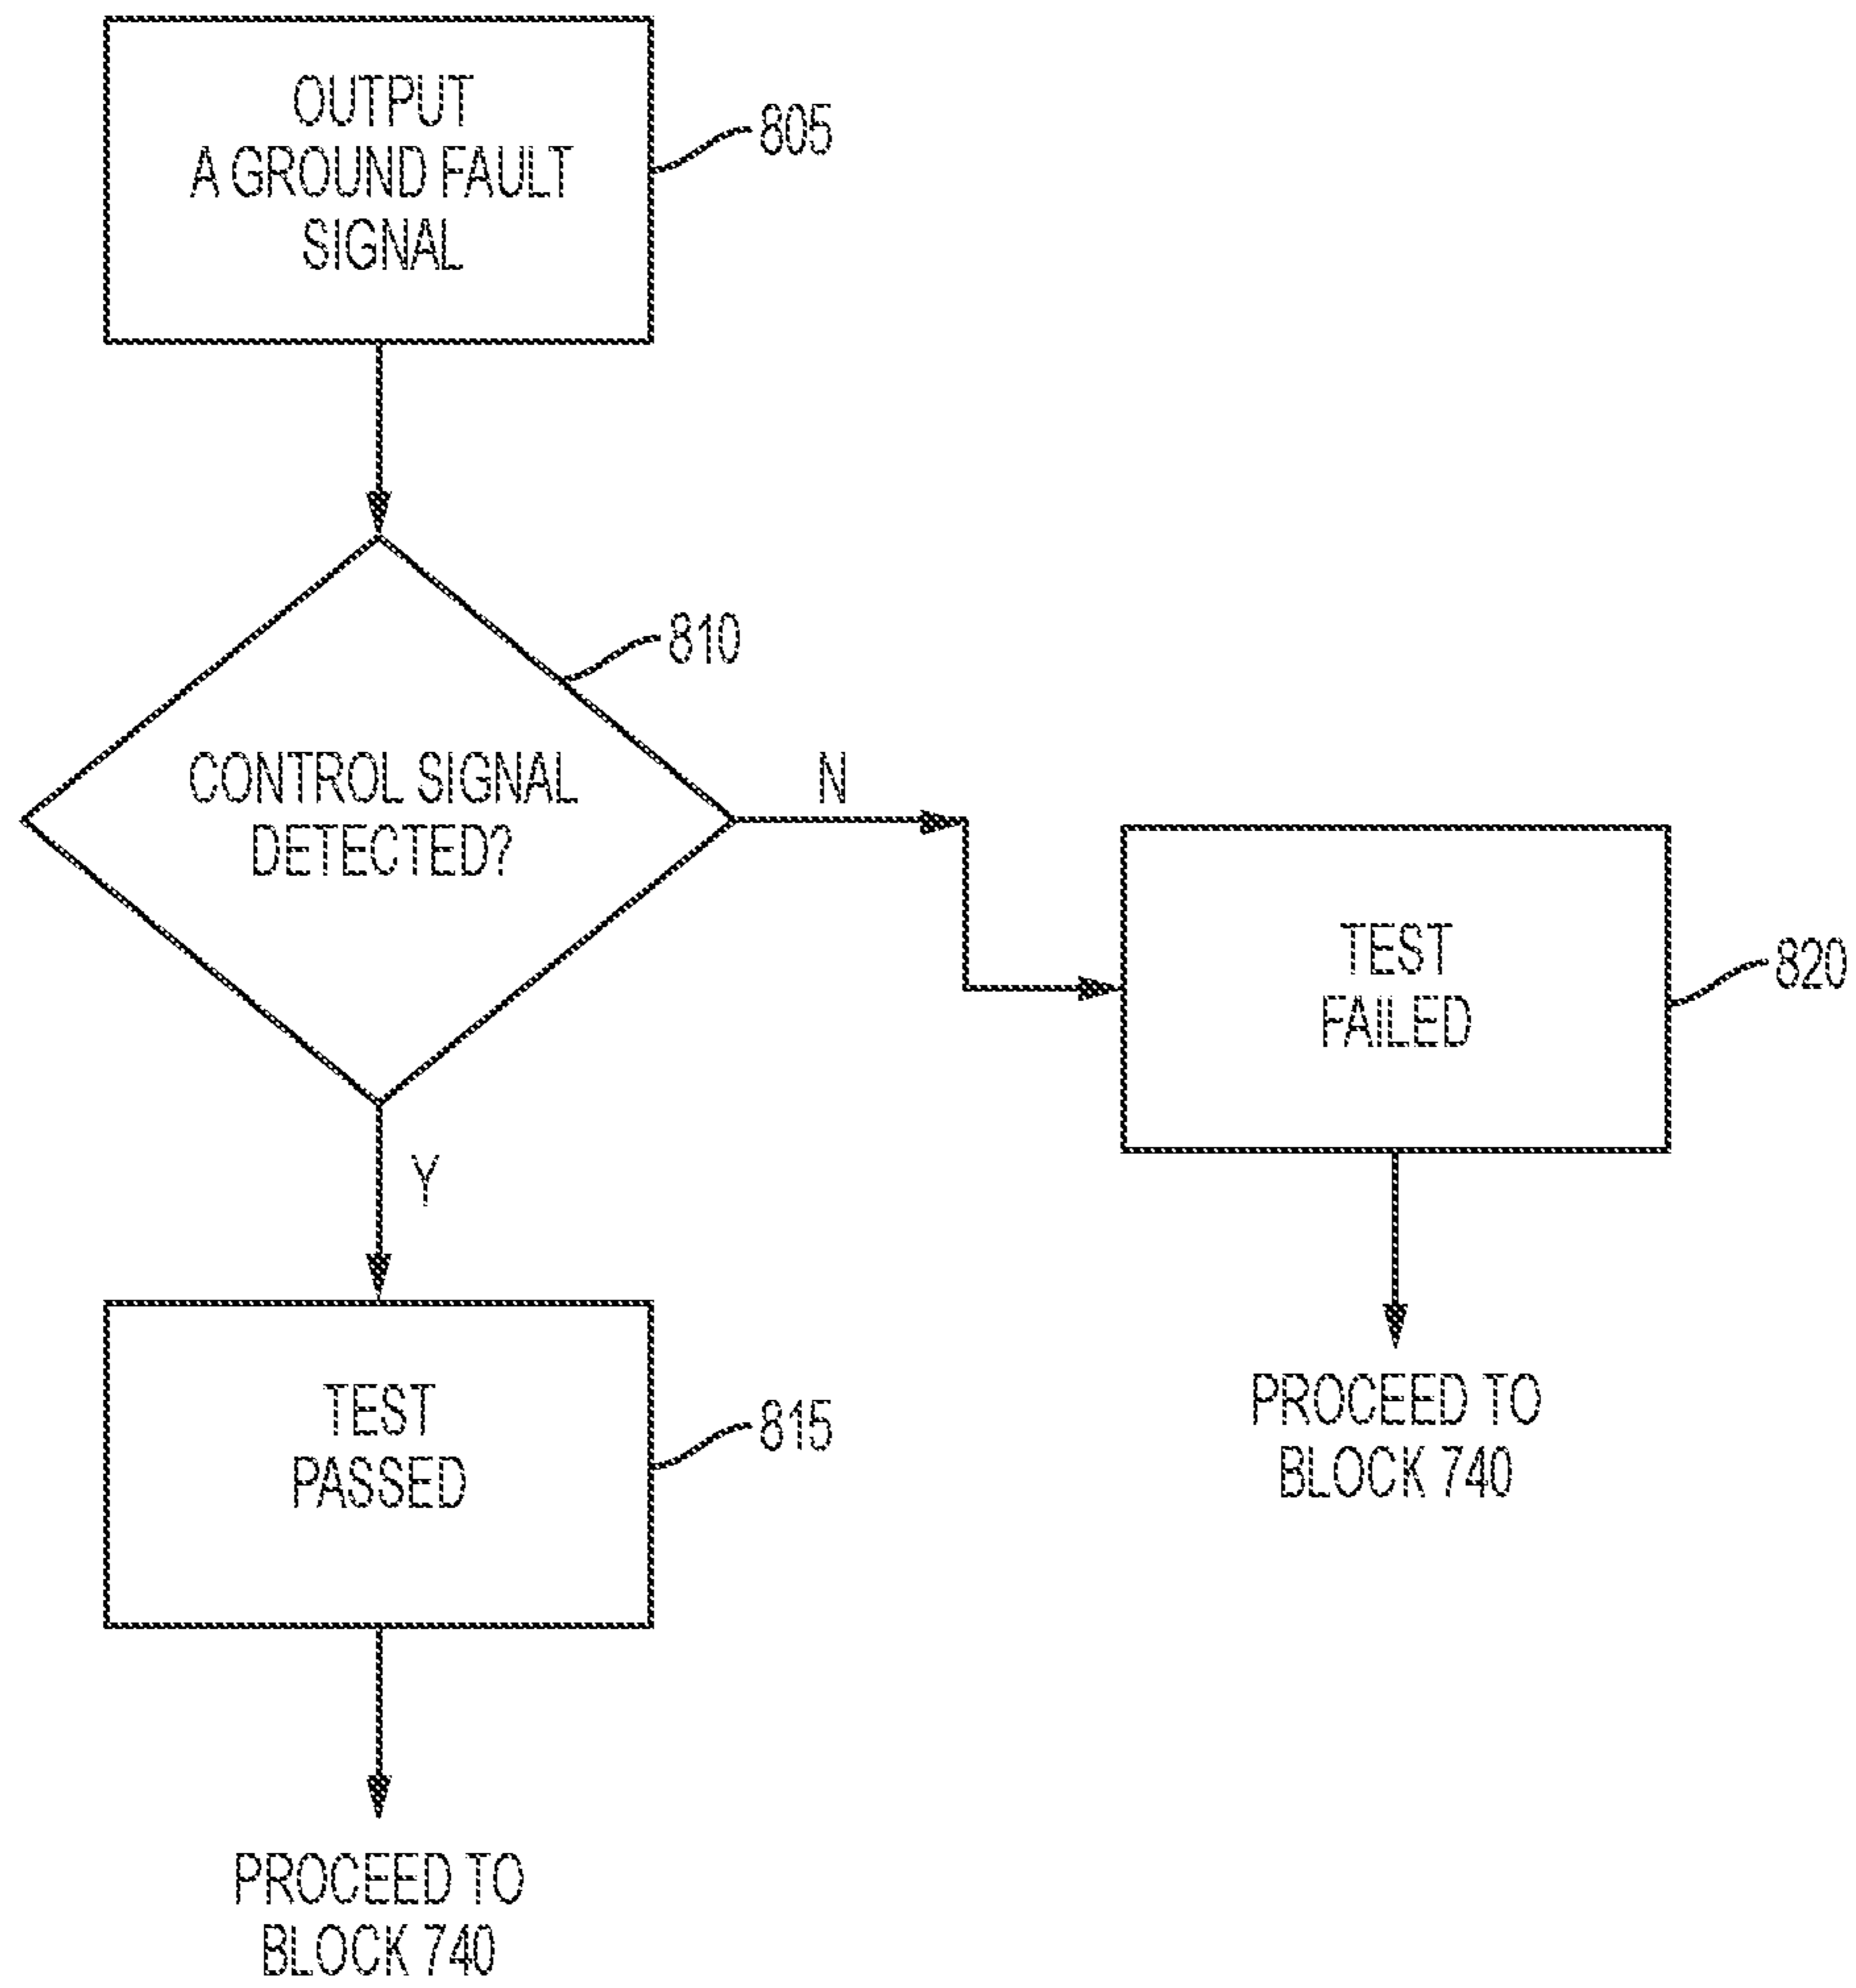 OUTPUT
A GROUND FAULT
SIGNAL
805
810
CONTROL SIGNAL
DETECTED?
N
TEST
FAILED
820
Y
PROCEED TO
BLOCK 740
TEST
PASSED
815
PROCEED TO
BLOCK 740